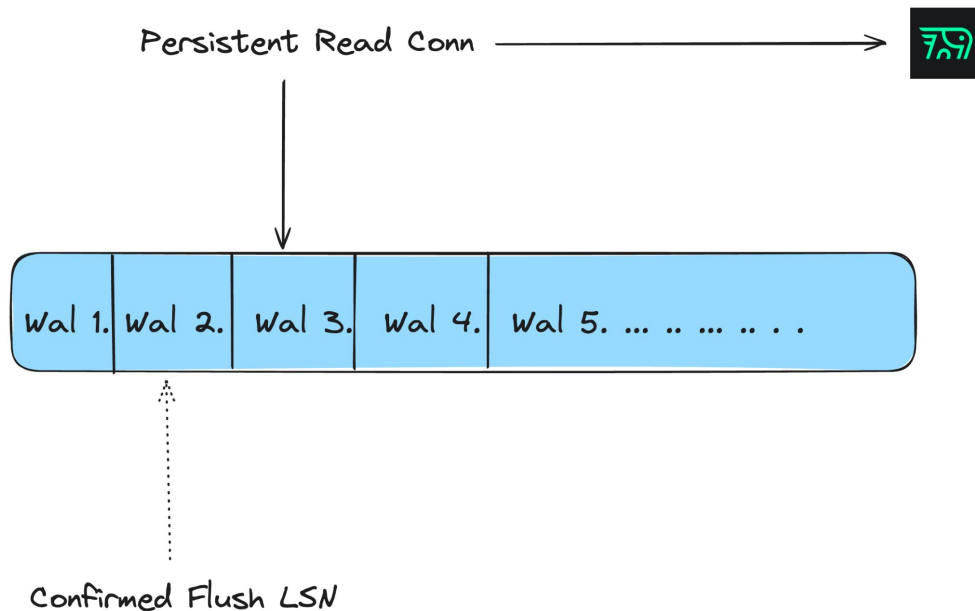 Persistent Read Conn
Wal 1. Wal 2. Wal 3. Wal 4. Wal 5. ... .. ... .. . .
Confirmed Flush LSN